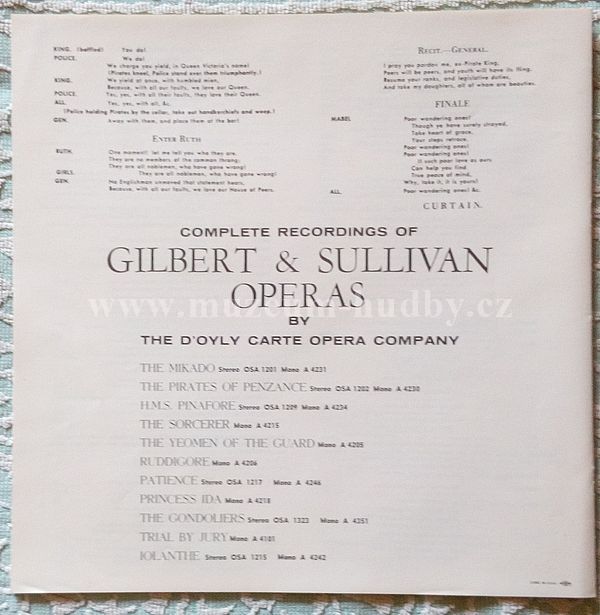 KING. (baffled) You do!
POLICE. We do!
We charge you yield, in Queen Victoria's name!
(Pirates kneel, Police stand over them triumphantly.)
KING. We yield at once, with humbled mien,
Because, with all our faults, we love our Queen.
POLICE. Yes, yes, with all their faults, they love their Queen.
ALL. Yes, yes, with all, &c.
(Police holding Pirates by the collar, take out handkerchiefs and weep.)
GEN. Away with them, and place them at the bar!
ENTER RUTH
RUTH. One moment! let me tell you who they are.
They are no members of the common throng;
They are all noblemen, who have gone wrong!
GIRLS. They are all noblemen, who have gone wrong!
GEN. No Englishman unmoved that statement hears,
Because, with all our faults, we love our House of Peers.
RECIT.—GENERAL.
I pray you pardon me, ex-Pirate King,
Peers will be peers, and youth will have its fling.
Resume your ranks, and legislative duties,
And take my daughters, all of whom are beauties.
FINALE
MABEL Poor wandering ones!
Though ye have surely strayed,
Take heart of grace,
Your steps retrace,
Poor wandering ones!
Poor wandering ones!
If such poor love as ours
Can help you find
True peace of mind,
Why, take it, it is yours!
ALL. Poor wandering ones! &c.
CURTAIN.
COMPLETE RECORDINGS OF
GILBERT & SULLIVAN
OPERAS
www.muzeum-hudby.cz
BY
THE D'OYLY CARTE OPERA COMPANY
THE MIKADO Stereo OSA 1201 Mono A 4231
THE PIRATES OF PENZANCE Stereo OSA 1202 Mono A 4230
H.M.S. PINAFORE Stereo OSA 1209 Mono A 4234
THE SORCERER Mono A 4215
THE YEOMEN OF THE GUARD Mono A 4205
RUDDIGORE Mono A 4206
PATIENCE Stereo OSA 1217 Mono A 4246
PRINCESS IDA Mono A 4218
THE GONDOLIERS Stereo OSA 1323 Mono A 4351
TRIAL BY JURY Mono A 4101
IOLANTHE Stereo OSA 1215 Mono A 4242